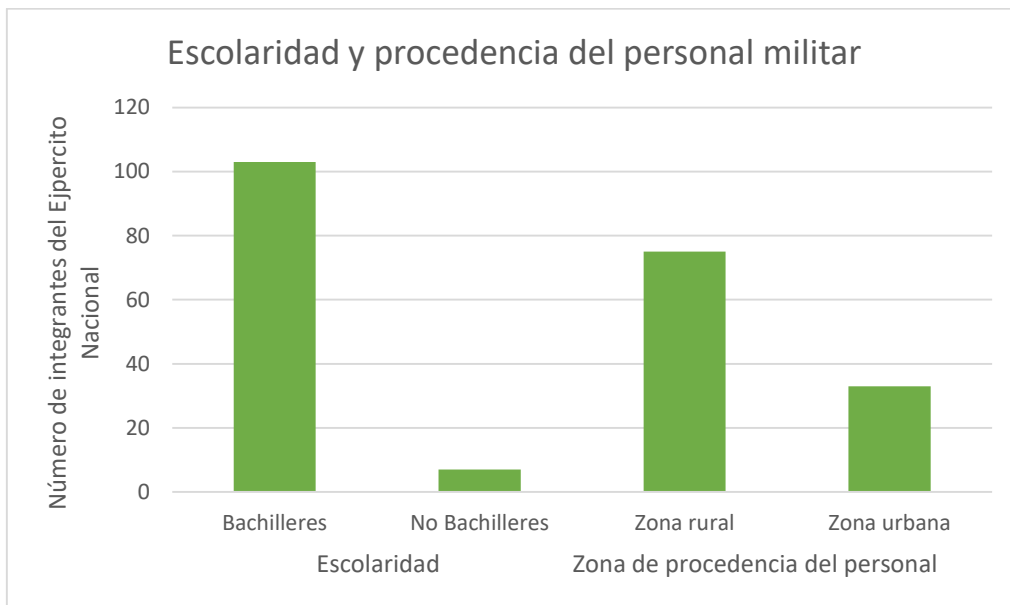 Escolaridad y procedencia del personal militar
Número de integrantes del Ejpercito
Nacional
120
100
80
60
40
20
0
Bachilleres
No Bachilleres
Zona rural
Zona urbana
Escolaridad
Zona de procedencia del personal